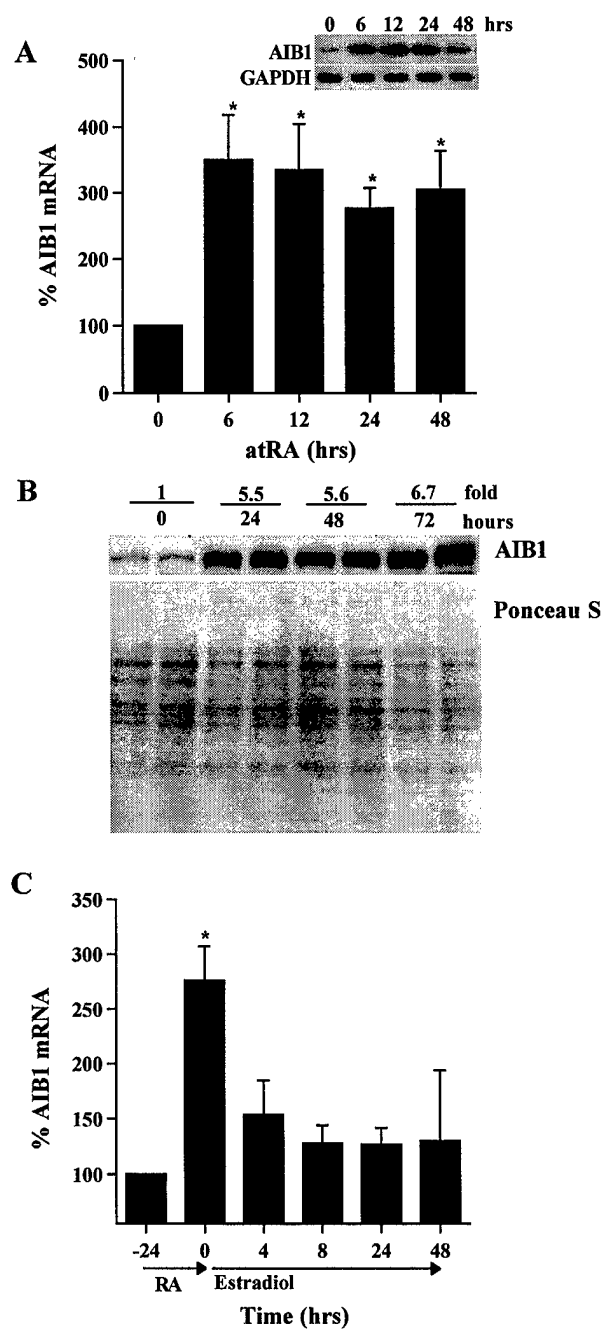 A
0 6 12 24 48 hrs
AIB1
GAPDH
500
400
300
200
100
0
% AIB1 mRNA
* * * *
0 6 12 24 48
atRA (hrs)
B
1 5.5 5.6 6.7 fold
0 24 48 72 hours
AIB1
Ponceau S
C
350
300
250
200
150
100
% AIB1 mRNA
*
-24 0 4 8 24 48
RA Estradiol
Time (hrs)